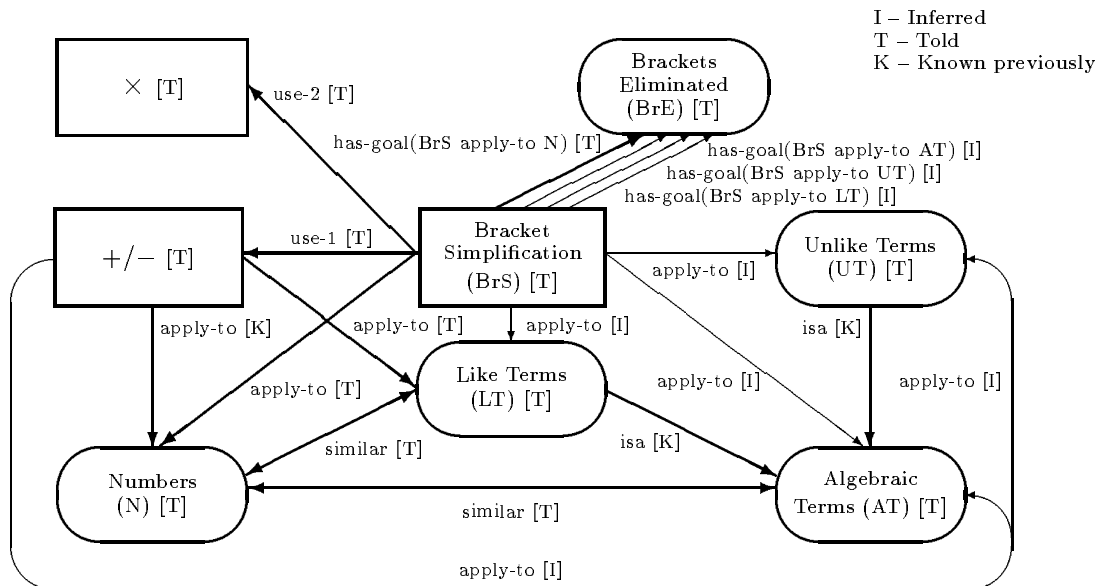 I – Inferred
T – Told
K – Known previously
× [T]
use-2 [T]
Brackets
Eliminated
(BrE) [T]
has-goal(BrS apply-to N) [T]
has-goal(BrS apply-to AT) [I]
has-goal(BrS apply-to UT) [I]
has-goal(BrS apply-to LT) [I]
+/− [T]
use-1 [T]
Bracket
Simplification
(BrS) [T]
apply-to [I]
Unlike Terms
(UT) [T]
apply-to [K]
apply-to [T]
apply-to [I]
isa [K]
apply-to [T]
Like Terms
(LT) [T]
apply-to [I]
apply-to [I]
similar [T]
isa [K]
Numbers
(N) [T]
Algebraic
Terms (AT) [T]
similar [T]
apply-to [I]